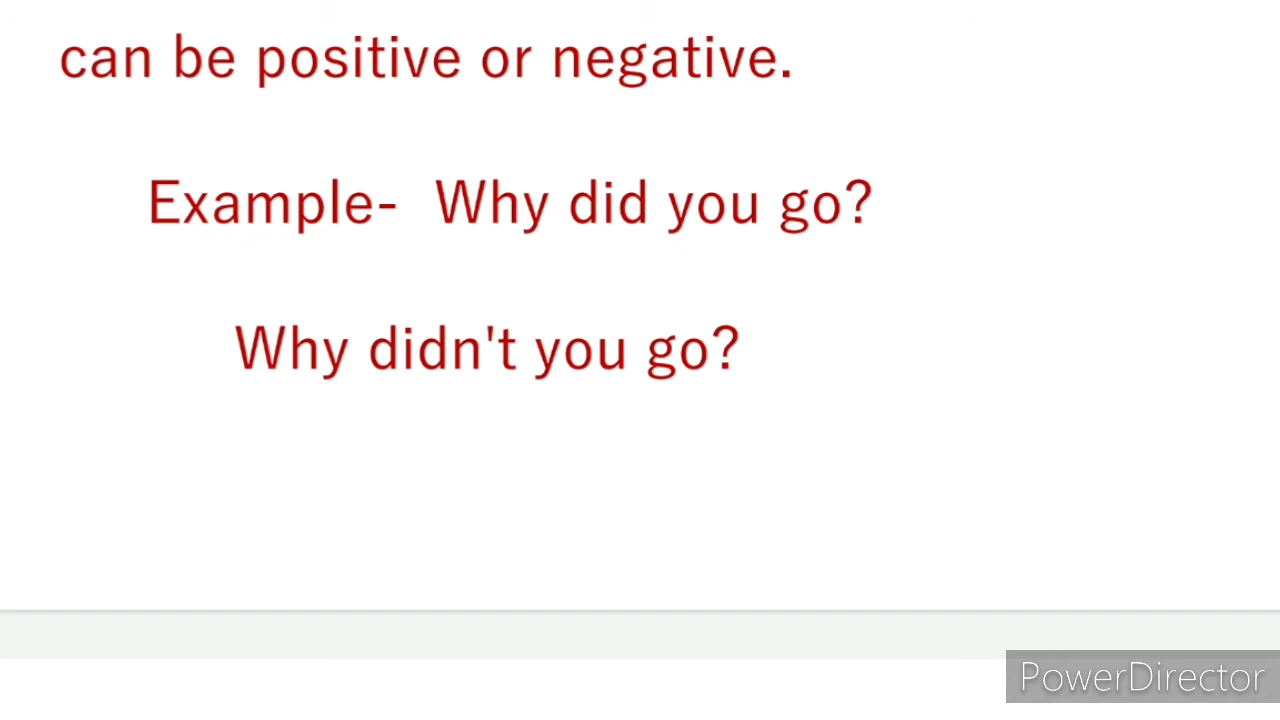 can be positive or negative.
Example- Why did you go?
Why didn't you go?
PowerDirector